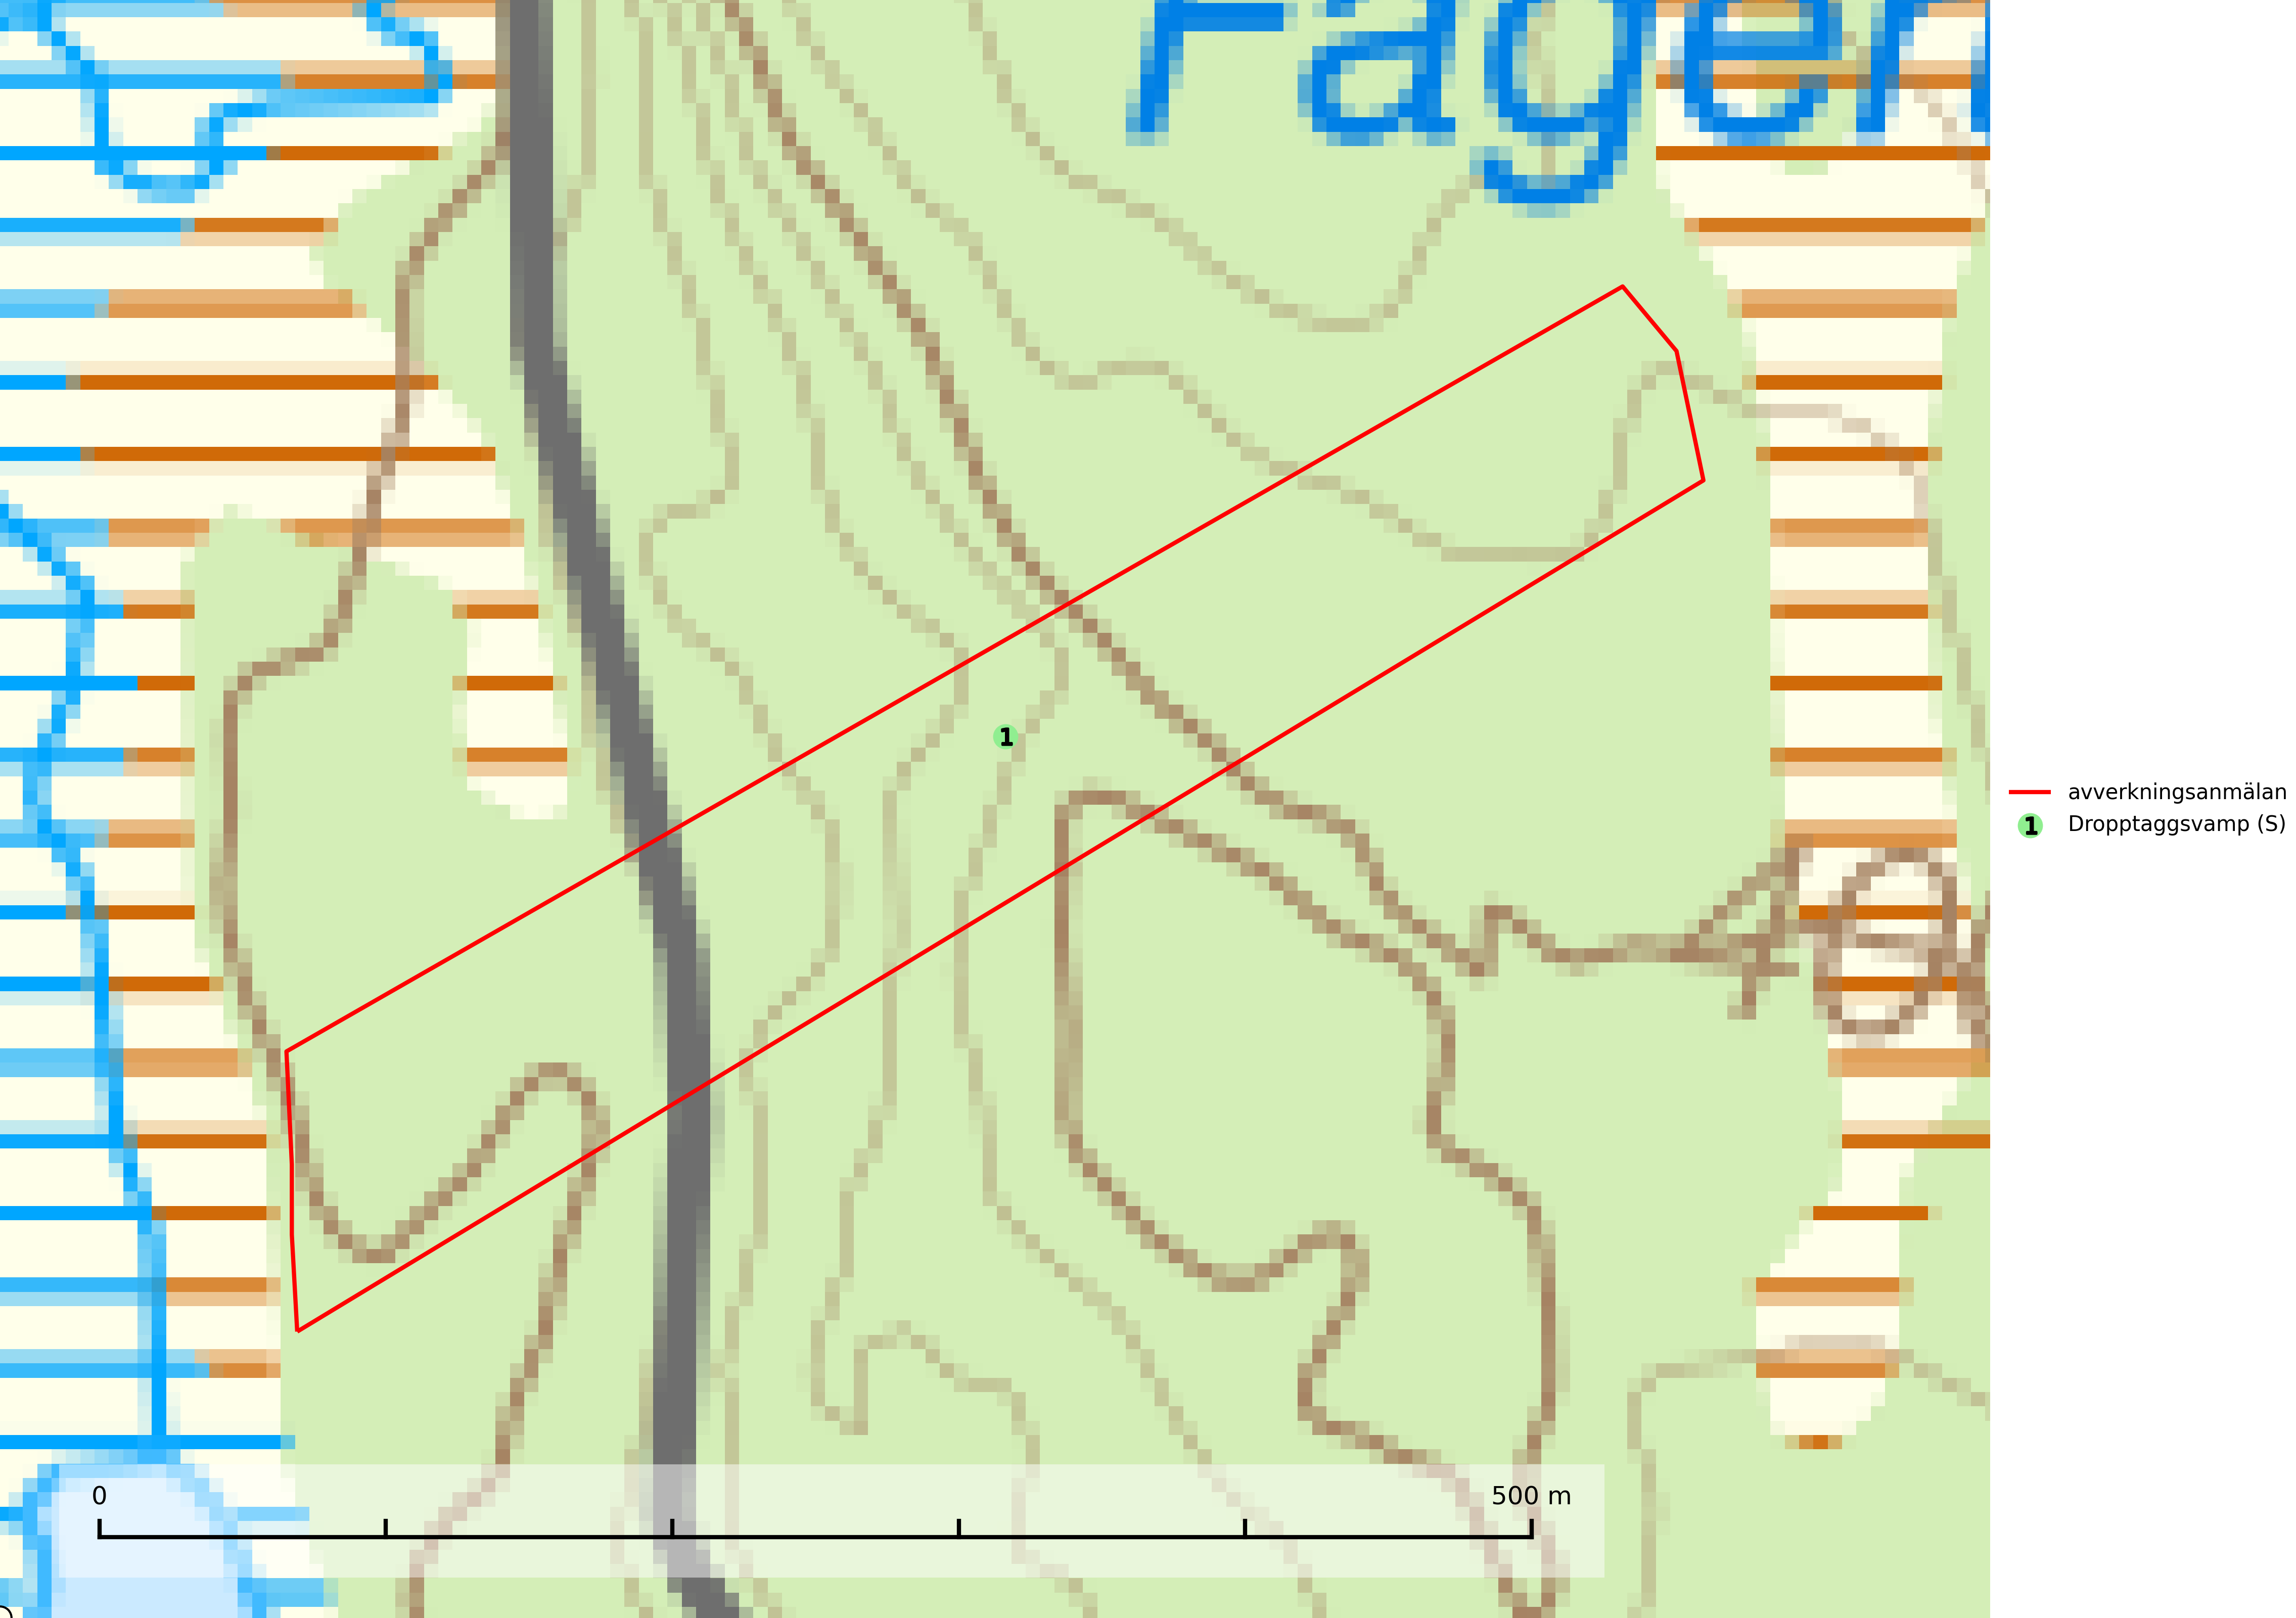 Fager
1
avverkningsanmälan
1 Dropptaggsvamp (S)
0 500 m